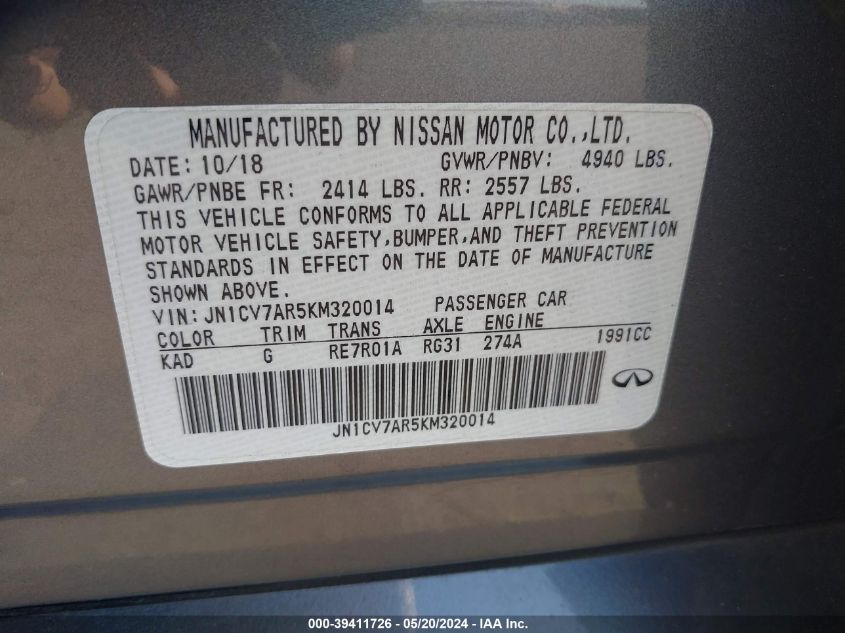 MANUFACTURED BY NISSAN MOTOR CO.,LTD.
DATE: 10/18 GVWR/PNBV: 4940 LBS.
GAWR/PNBE FR: 2414 LBS. RR: 2557 LBS.
THIS VEHICLE CONFORMS TO ALL APPLICABLE FEDERAL
MOTOR VEHICLE SAFETY,BUMPER,AND THEFT PREVENTION
STANDARDS IN EFFECT ON THE DATE OF MANUFACTURE
SHOWN ABOVE.
VIN: JN1CV7AR5KM320014 PASSENGER CAR
COLOR TRIM TRANS AXLE ENGINE
KAD G RE7R01A RG31 274A 1991CC
JN1CV7AR5KM320014
000-39411726 - 05/20/2024 - IAA Inc.